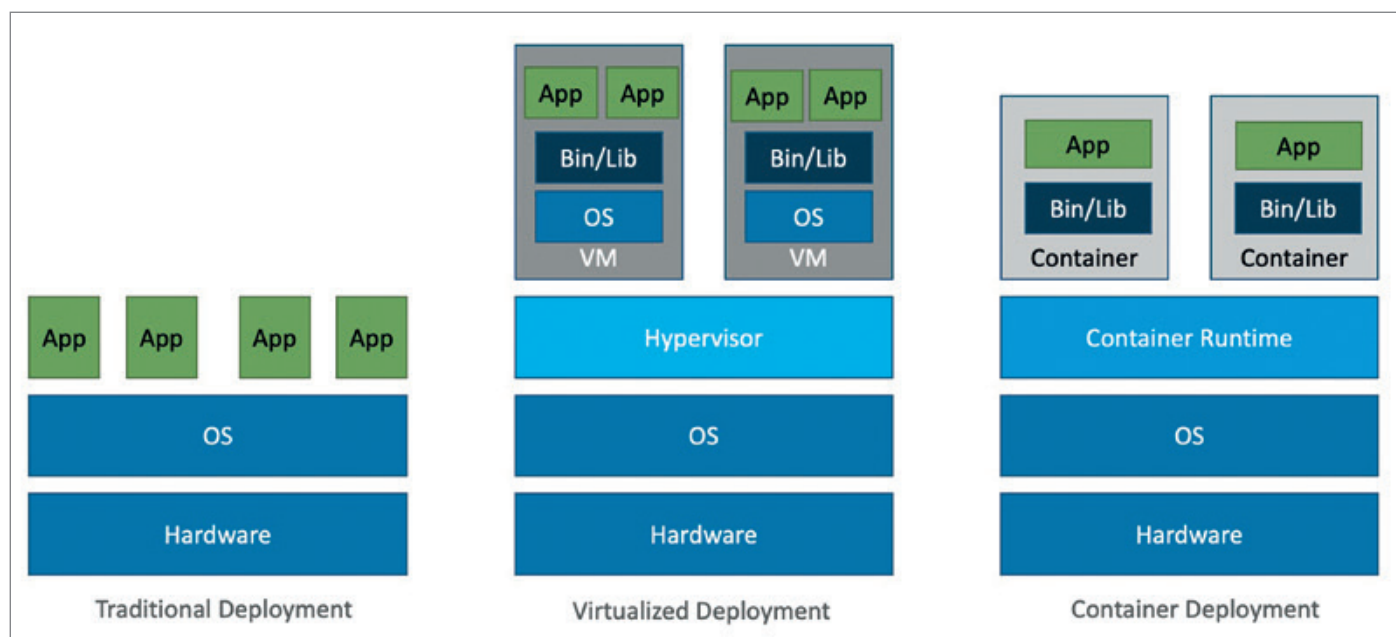 App
App
App
App
OS
Hardware
Traditional Deployment
App App
Bin/Lib
OS
VM
App App
Bin/Lib
OS
VM
Hypervisor
OS
Hardware
Virtualized Deployment
App
Bin/Lib
Container
App
Bin/Lib
Container
Container Runtime
OS
Hardware
Container Deployment